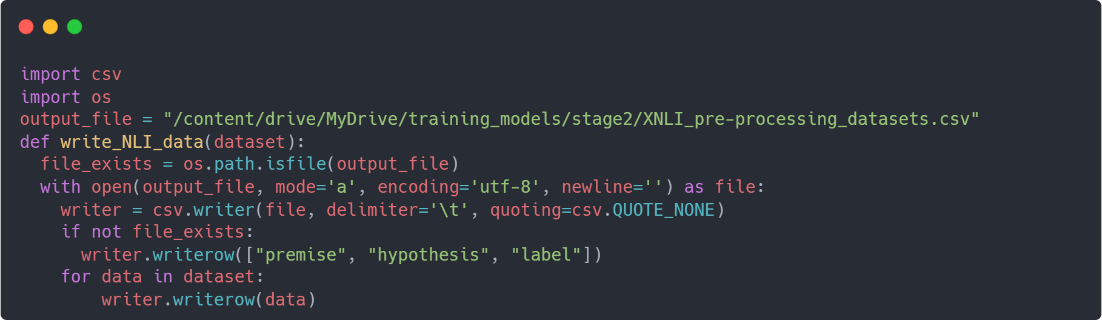 import csv
import os
output_file = "/content/drive/MyDrive/training_models/stage2/XNLI_pre-processing_datasets.csv"
def write_NLI_data(dataset):
  file_exists = os.path.isfile(output_file)
  with open(output_file, mode='a', encoding='utf-8', newline='') as file:
    writer = csv.writer(file, delimiter='\t', quoting=csv.QUOTE_NONE)
    if not file_exists:
      writer.writerow(["premise", "hypothesis", "label"])
    for data in dataset:
        writer.writerow(data)